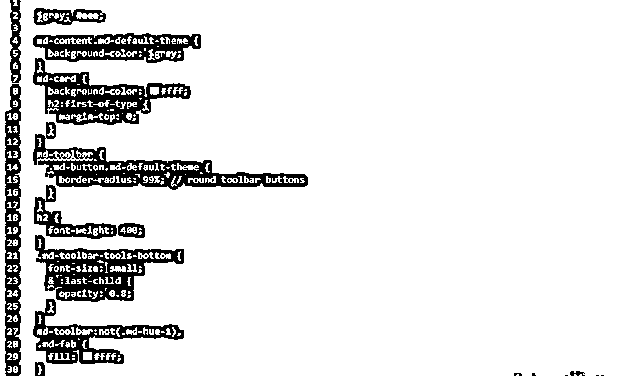 1
2 $gray: #eee;
3
4 md-content.md-default-theme {
5 background-color: $gray;
6 }
7 md-card {
8 background-color: #fff;
9 h2:first-of-type {
10 margin-top: 0;
11 }
12 }
13 md-toolbar {
14 .md-button.md-default-theme {
15 border-radius: 99%; // round toolbar buttons
16 }
17 }
18 h2 {
19 font-weight: 400;
20 }
21 .md-toolbar-tools-bottom {
22 font-size: small;
23 & :last-child {
24 opacity: 0.8;
25 }
26 }
27 md-toolbar:not(.md-hue-1),
28 .md-fab {
29 fill: #fff;
30 }